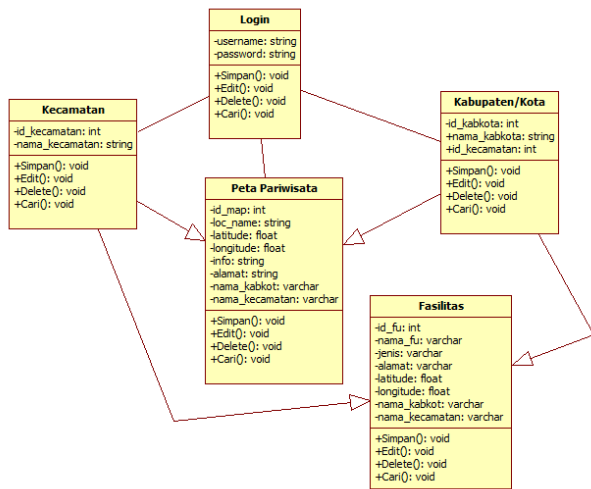 Login
-username: string
-password: string
+Simpan(): void
+Edit(): void
+Delete(): void
+Cari(): void
Kecamatan
-id_kecamatan: int
-nama_kecamatan: string
+Simpan(): void
+Edit(): void
+Delete(): void
+Cari(): void
Kabupaten/Kota
-id_kabkota: int
+nama_kabkota: string
+id_kecamatan: int
+Simpan(): void
+Edit(): void
+Delete(): void
+Cari(): void
Peta Pariwisata
-id_map: int
-loc_name: string
-latitude: float
-longitude: float
-info: string
-alamat: string
-nama_kabkot: varchar
-nama_kecamatan: varchar
+Simpan(): void
+Edit(): void
+Delete(): void
+Cari(): void
Fasilitas
-id_fu: int
-nama_fu: varchar
-jenis: varchar
-alamat: varchar
-latitude: float
-longitude: float
-nama_kabkot: varchar
-nama_kecamatan: varchar
+Simpan(): void
+Edit(): void
+Delete(): void
+Cari(): void